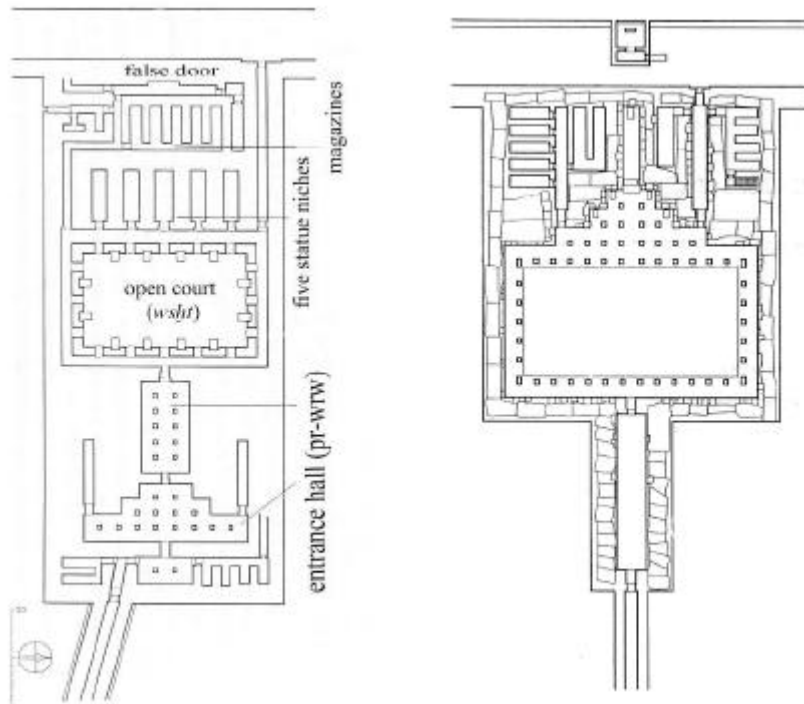 false door
magazines
five statue niches
open court
(wsḫt)
entrance hall (pr-wrw)